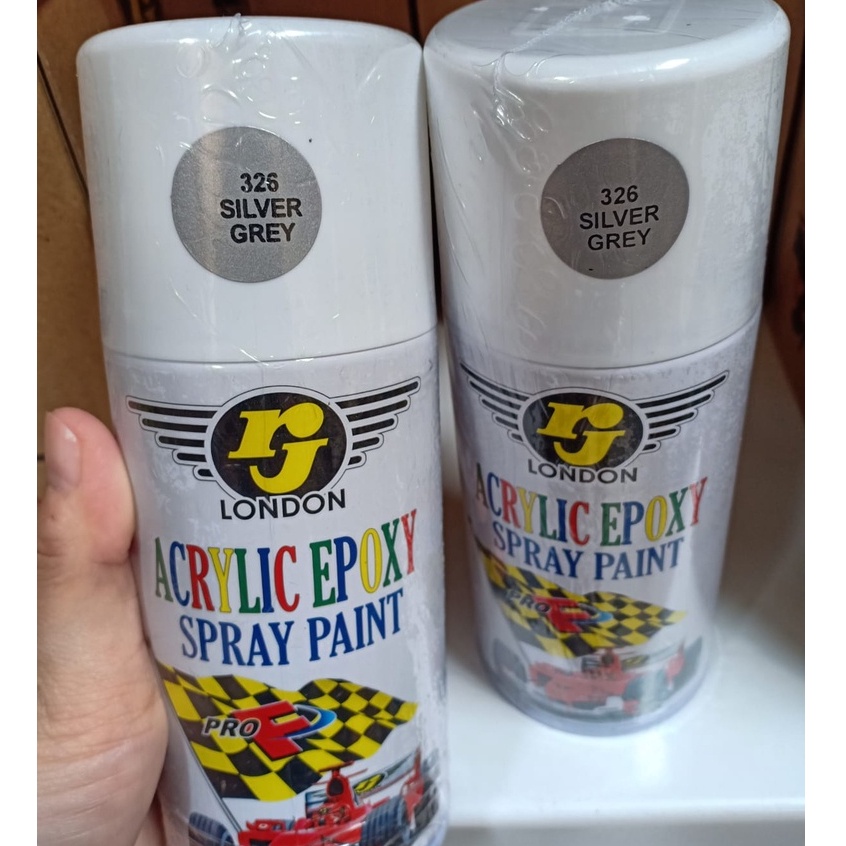 326
SILVER
GREY
rj
LONDON
ACRYLIC EPOXY
SPRAY PAINT
PRO F
326
SILVER
GREY
rj
LONDON
ACRYLIC EPOXY
SPRAY PAINT
PRO F